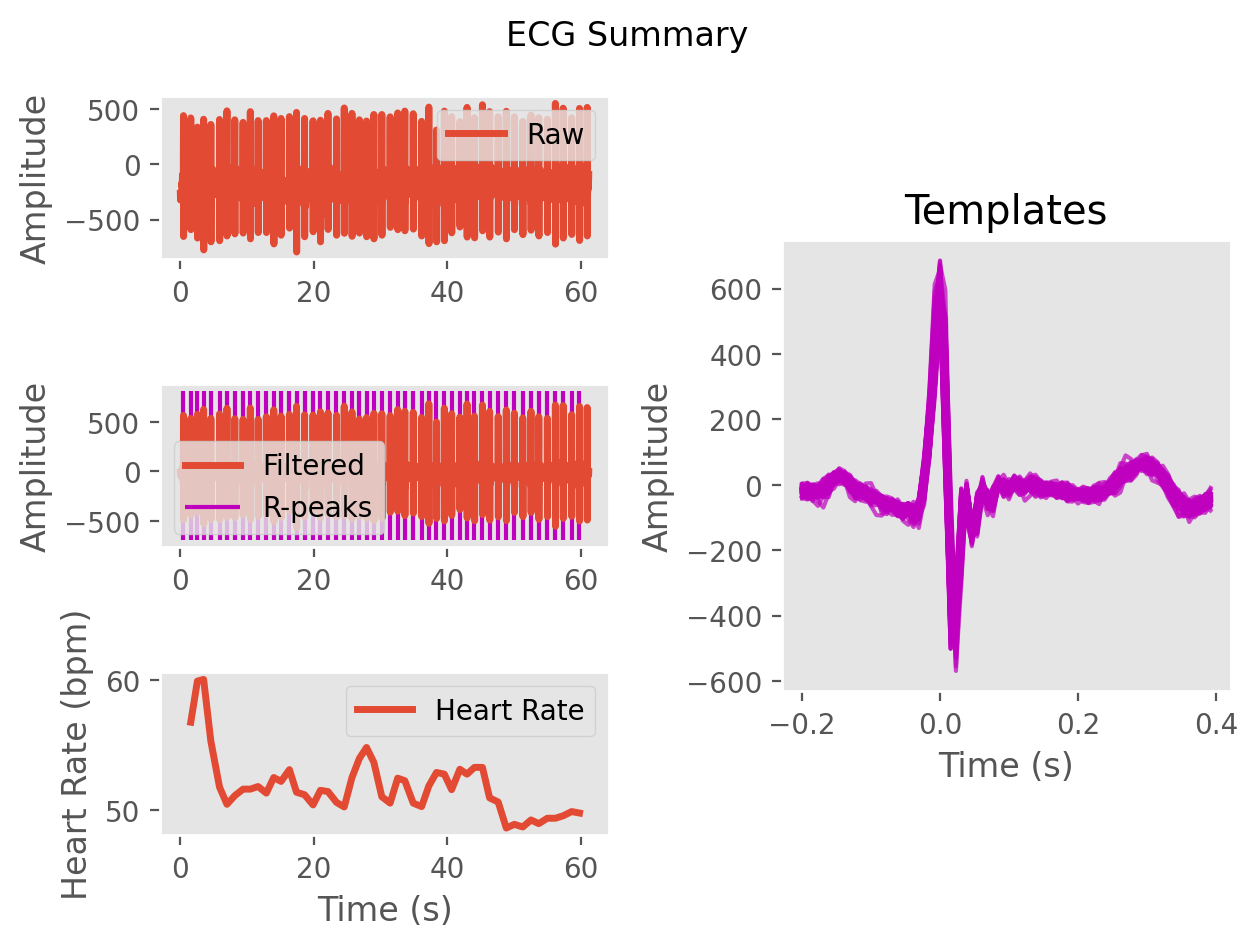 ECG Summary
Amplitude
500
0
−500
Raw
0 20 40 60
Amplitude
500
0
−500
Filtered
R-peaks
0 20 40 60
Heart Rate (bpm)
60
50
Heart Rate
0 20 40 60
Time (s)
Templates
Amplitude
600
400
200
0
−200
−400
−600
−0.2 0.0 0.2 0.4
Time (s)